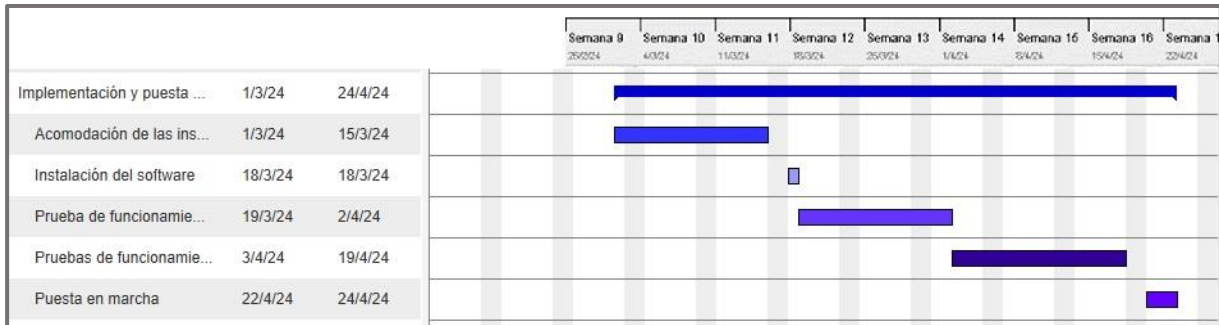 Semana 9 Semana 10 Semana 11 Semana 12 Semana 13 Semana 14 Semana 15 Semana 16 Semana 1
26/2/24 4/3/24 11/3/24 18/3/24 25/3/24 1/4/24 8/4/24 15/4/24 22/4/24
Implementación y puesta ... 1/3/24 24/4/24
Acomodación de las ins... 1/3/24 15/3/24
Instalación del software 18/3/24 18/3/24
Prueba de funcionamie... 19/3/24 2/4/24
Pruebas de funcionamie... 3/4/24 19/4/24
Puesta en marcha 22/4/24 24/4/24